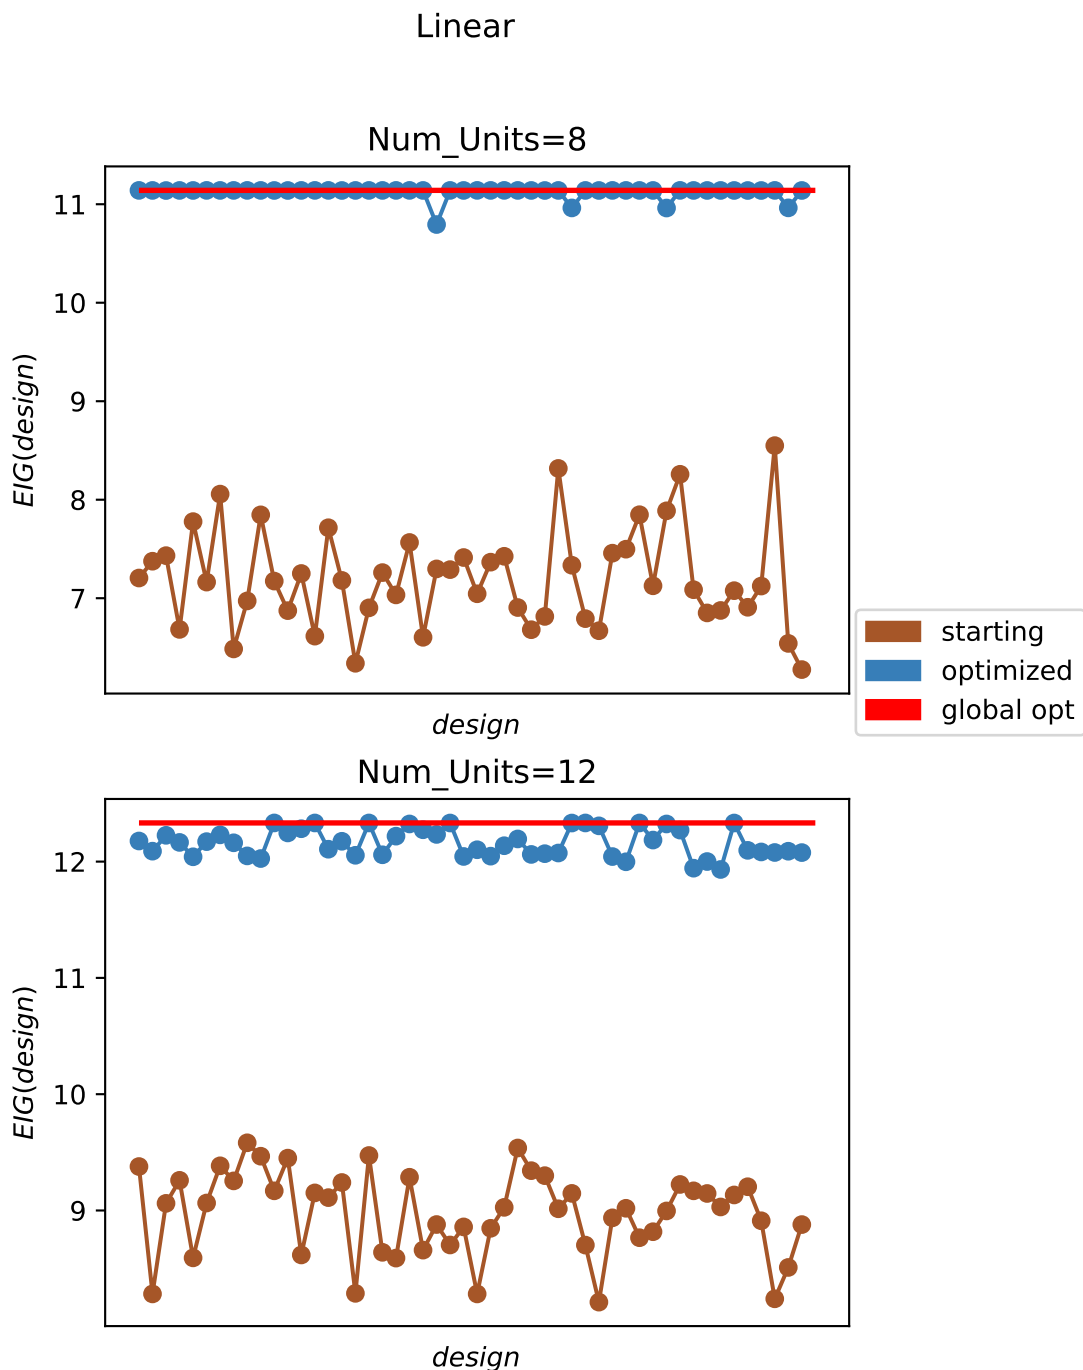 Linear
Num_Units=8
11
10
9
8
7
EIG(design)
design
starting
optimized
global opt
Num_Units=12
12
11
10
9
EIG(design)
design